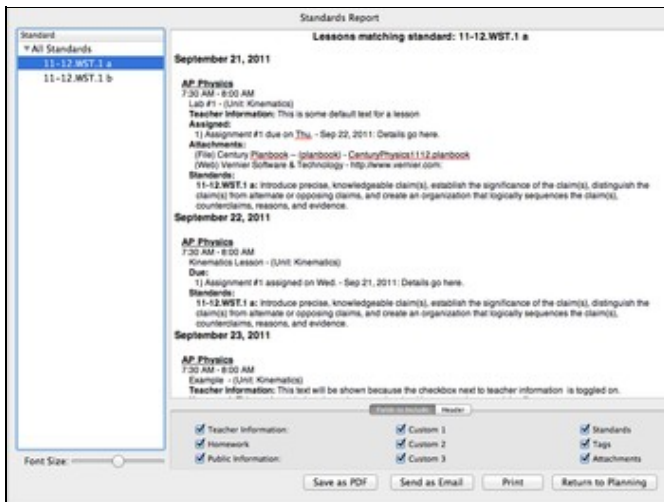 Standards Report
Standard
All Standards
11-12.WST.1 a
11-12.WST.1 b
Font Size:
Lessons matching standard: 11-12.WST.1 a
September 21, 2011
AP Physics
7:30 AM - 8:00 AM
Lab #1 - (Unit: Kinematics)
Teacher Information: This is some default text for a lesson
Assigned:
1) Assignment #1 due on Thu. - Sep 22, 2011: Details go here.
Attachments:
(File) Century Planbook -- (planbook) - CenturyPhysics1112.planbook
(Web) Vernier Software & Technology - http://www.vernier.com:
Standards:
11-12.WST.1 a: Introduce precise, knowledgeable claim(s), establish the significance of the claim(s), distinguish the
claim(s) from alternate or opposing claims, and create an organization that logically sequences the claim(s),
counterclaims, reasons, and evidence.
September 22, 2011
AP Physics
7:30 AM - 8:00 AM
Kinematics Lesson - (Unit: Kinematics)
Due:
1) Assignment #1 assigned on Wed. - Sep 21, 2011: Details go here.
Standards:
11-12.WST.1 a: Introduce precise, knowledgeable claim(s), establish the significance of the claim(s), distinguish the
claim(s) from alternate or opposing claims, and create an organization that logically sequences the claim(s),
counterclaims, reasons, and evidence.
September 23, 2011
AP Physics
7:30 AM - 8:00 AM
Example - (Unit: Kinematics)
Teacher Information: This text will be shown because the checkbox next to teacher information is toggled on.
Fields to Include Header
Teacher Information: Custom 1 Standards
Homework Custom 2 Tags
Public Information: Custom 3 Attachments
Save as PDF Send as Email Print Return to Planning